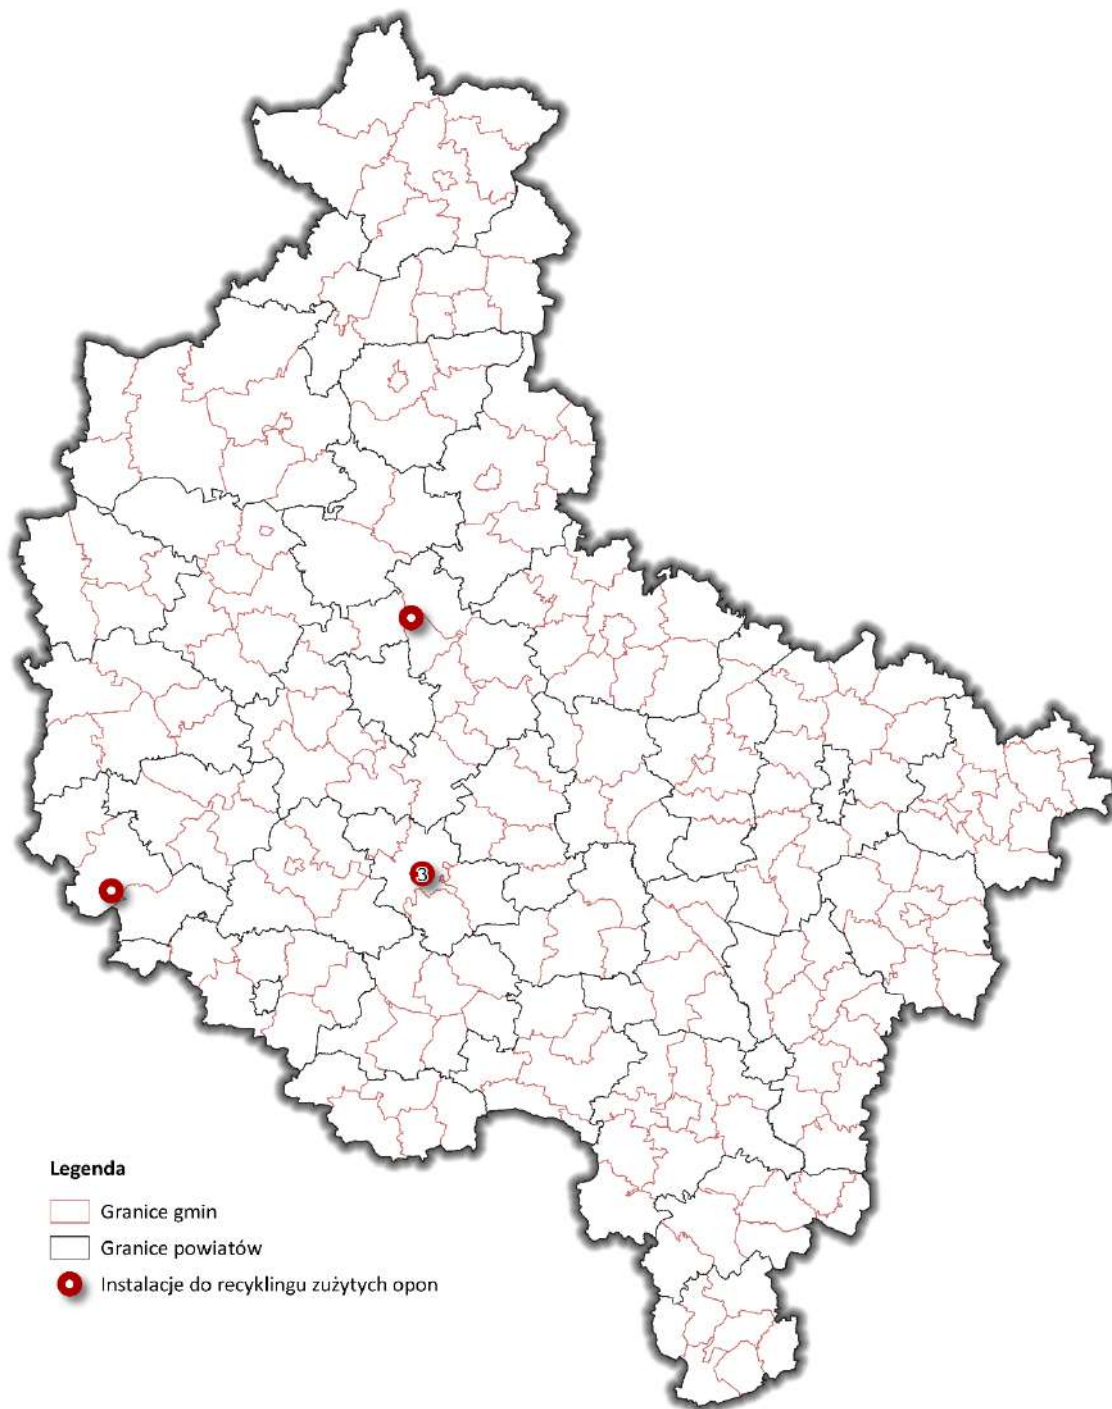 3
Legenda
Granice gmin
Granice powiatów
Instalacje do recyklingu zużytych opon